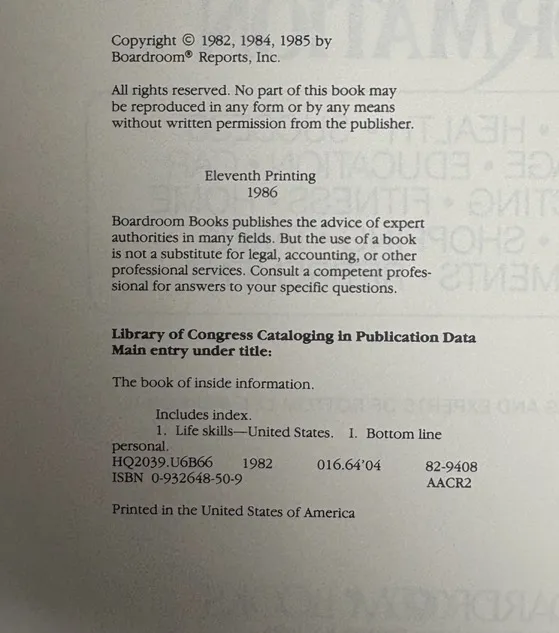 Copyright © 1982, 1984, 1985 by
Boardroom® Reports, Inc.
All rights reserved. No part of this book may
be reproduced in any form or by any means
without written permission from the publisher.
Eleventh Printing
1986
Boardroom Books publishes the advice of expert
authorities in many fields. But the use of a book
is not a substitute for legal, accounting, or other
professional services. Consult a competent profes-
sional for answers to your specific questions.
Library of Congress Cataloging in Publication Data
Main entry under title:
The book of inside information.
Includes index.
1. Life skills—United States. I. Bottom line
personal.
HQ2039.U6B66 1982 016.64'04 82-9408
ISBN 0-932648-50-9 AACR2
Printed in the United States of America